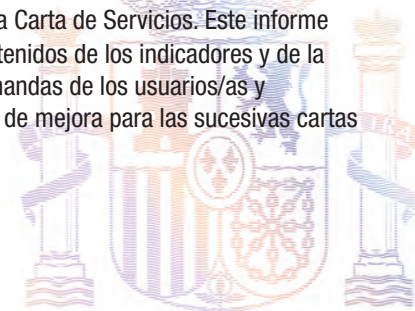 a Carta de Servicios. Este informe
tenidos de los indicadores y de la
mandas de los usuarios/as y
de mejora para las sucesivas cartas